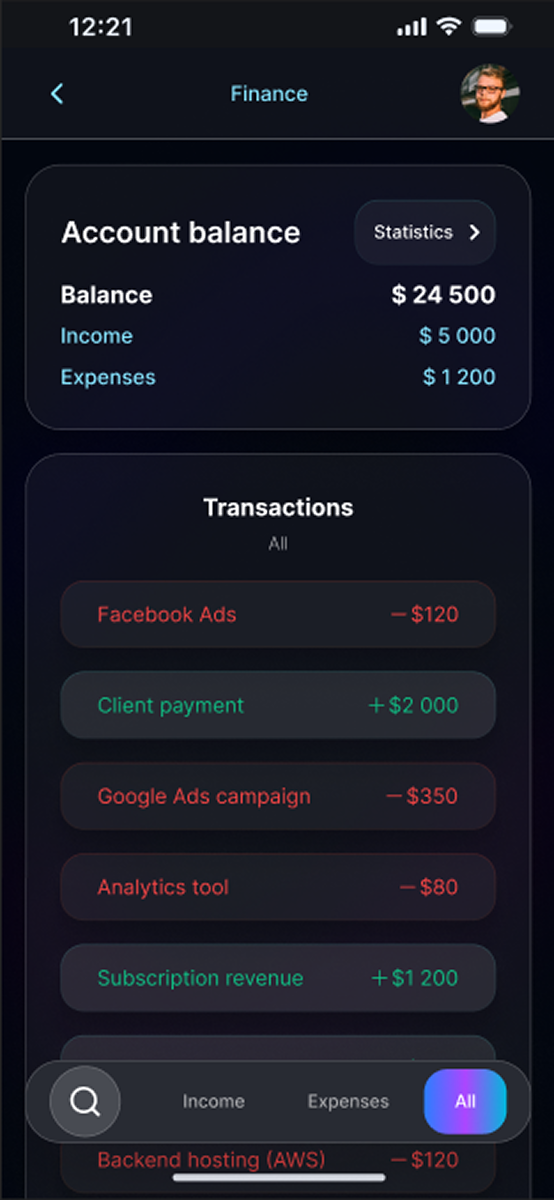 12:21
Finance
Account balance
Statistics
Balance $ 24 500
Income $ 5 000
Expenses $ 1 200
Transactions
All
Facebook Ads −$120
Client payment +$2 000
Google Ads campaign −$350
Analytics tool −$80
Subscription revenue +$1 200
Income Expenses All
Backend hosting (AWS) −$120